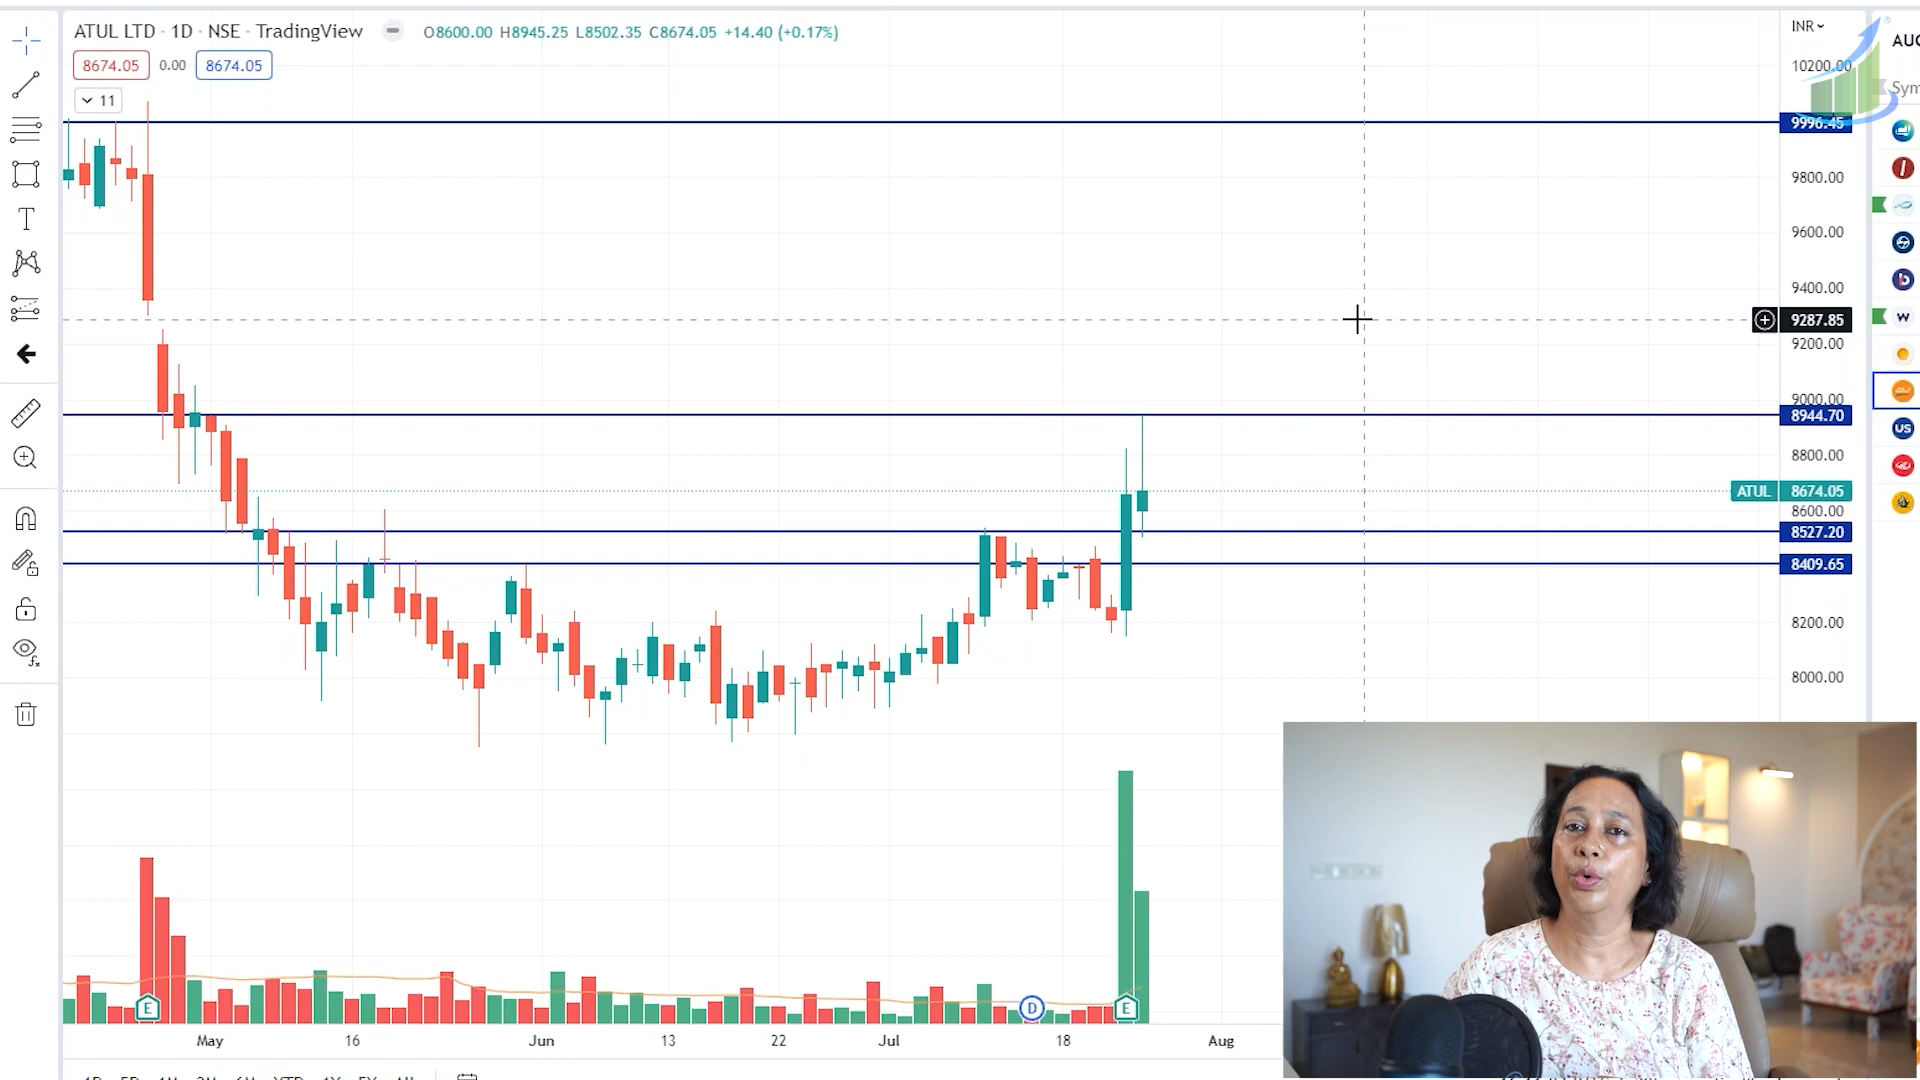 ATUL LTD · 1D · NSE · TradingView O8600.00 H8945.25 L8502.35 C8674.05 +14.40 (+0.17%)
8674.05 0.00 8674.05
11
INR
AUC
Sym
10200.00
9996.45
9800.00
9600.00
9400.00
9287.85
9200.00
9000.00
8944.70
8800.00
ATUL 8674.05
8600.00
8527.20
8409.65
8200.00
8000.00
W
US
E
D
E
May 16 Jun 13 22 Jul 18 Aug